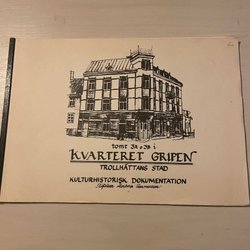 tomt 3a o 3b i
KVARTERET GRIPEN
TROLLHÄTTANS STAD
KULTURHISTORISK DOKUMENTATION